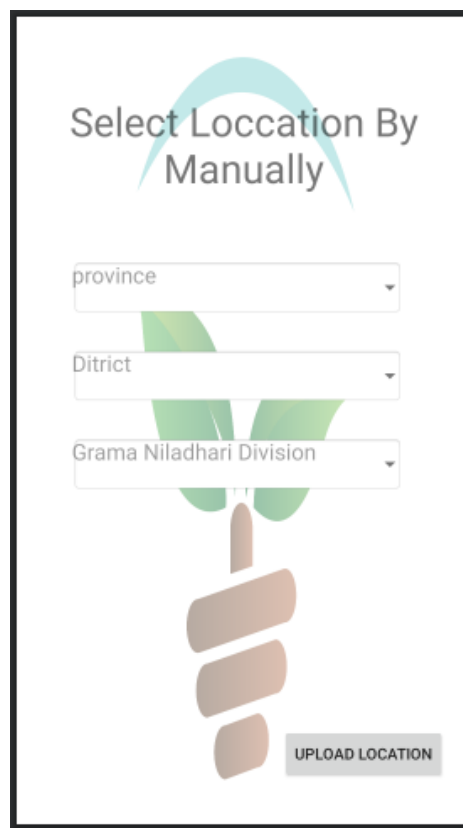 Select Loccation By
Manually
province
Ditrict
Grama Niladhari Division
UPLOAD LOCATION